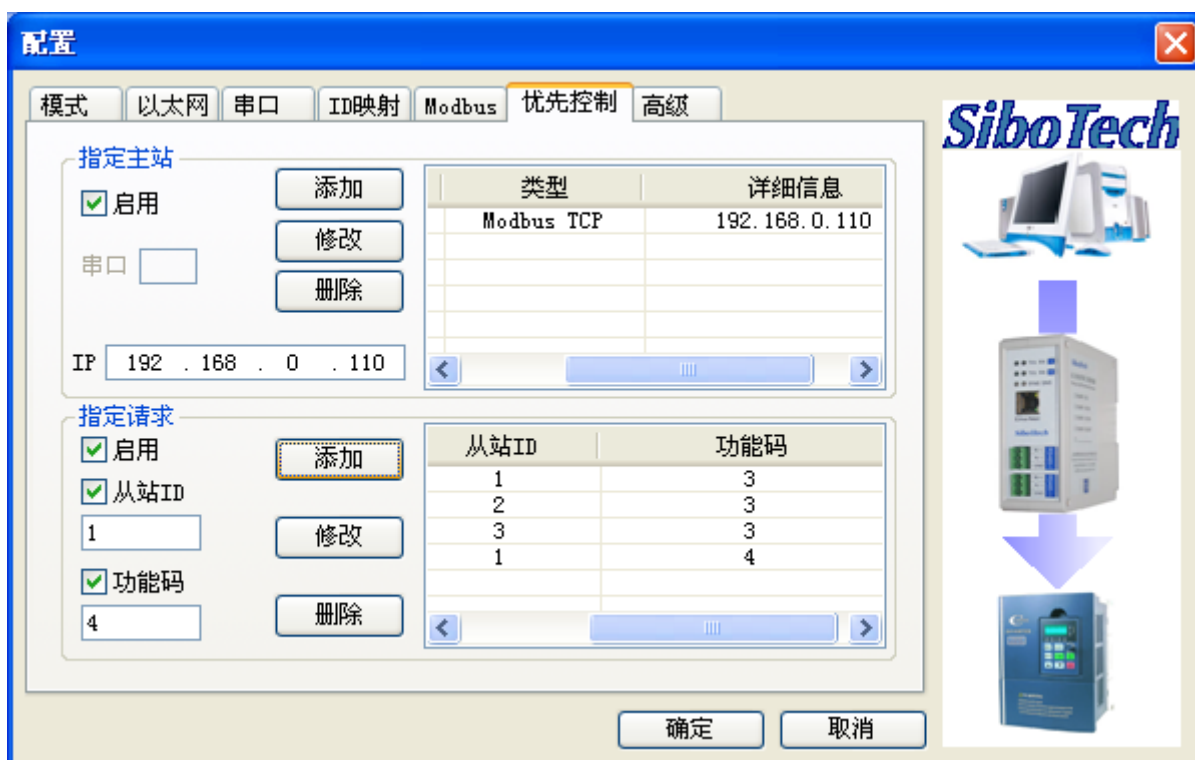 配置
模式 以太网 串口 ID映射 Modbus 优先控制 高级
SiboTech
指定主站
启用
添加
修改
删除
串口
IP 192 . 168 . 0 . 110
类型 详细信息
Modbus TCP 192.168.0.110
指定请求
启用
从站ID
1
功能码
4
添加
修改
删除
从站ID 功能码
1 3
2 3
3 3
1 4
确定 取消